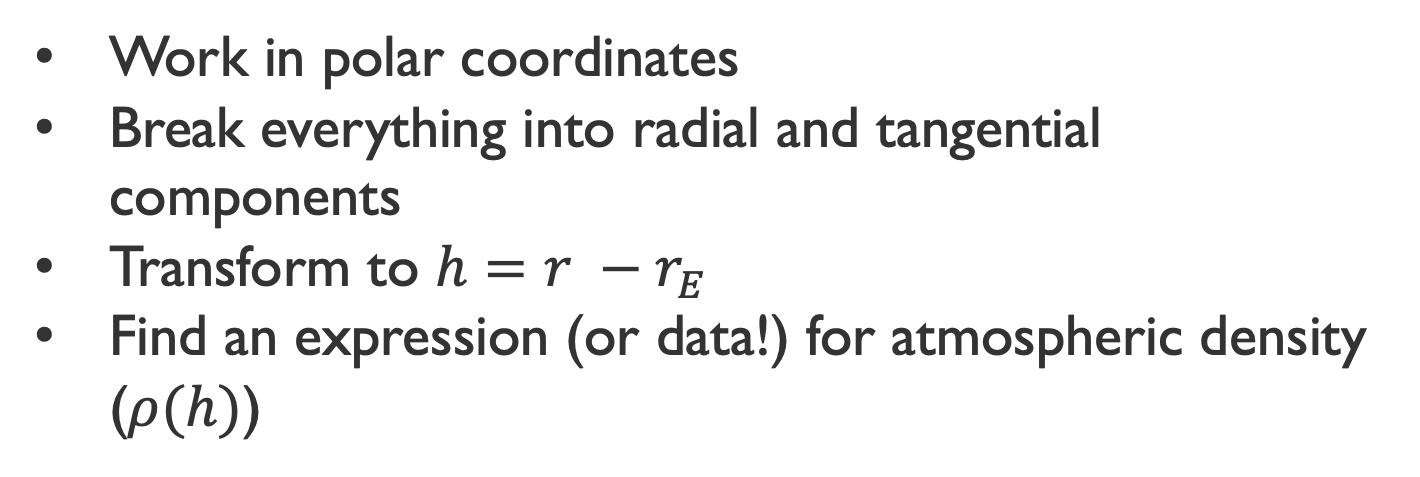 • Work in polar coordinates
• Break everything into radial and tangential
components
• Transform to h = r − r_E
• Find an expression (or data!) for atmospheric density
(ρ(h))